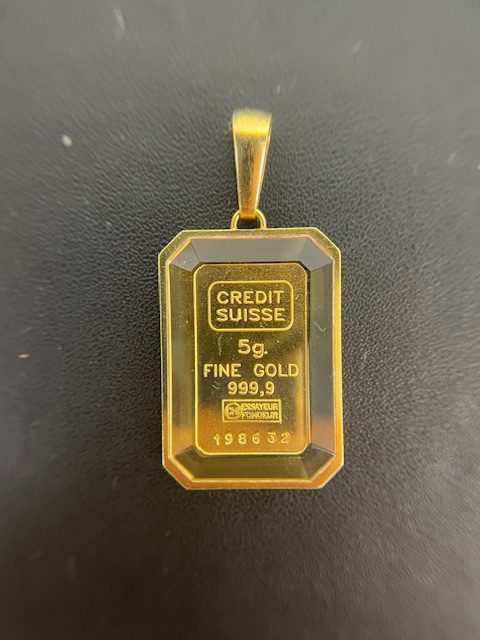 CREDIT
SUISSE
5g.
FINE GOLD
999,9
ESSAYEUR
FONDEUR
198632